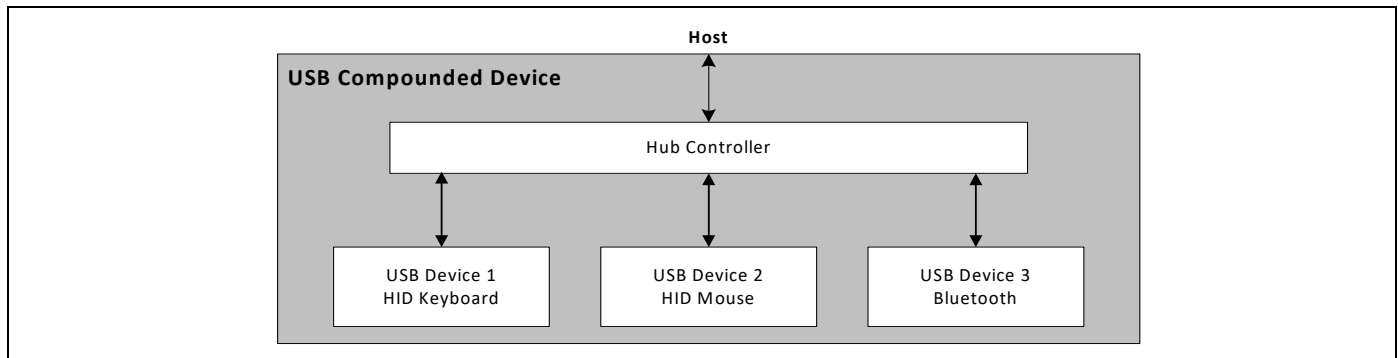 Host
USB Compounded Device
Hub Controller
USB Device 1
HID Keyboard
USB Device 2
HID Mouse
USB Device 3
Bluetooth